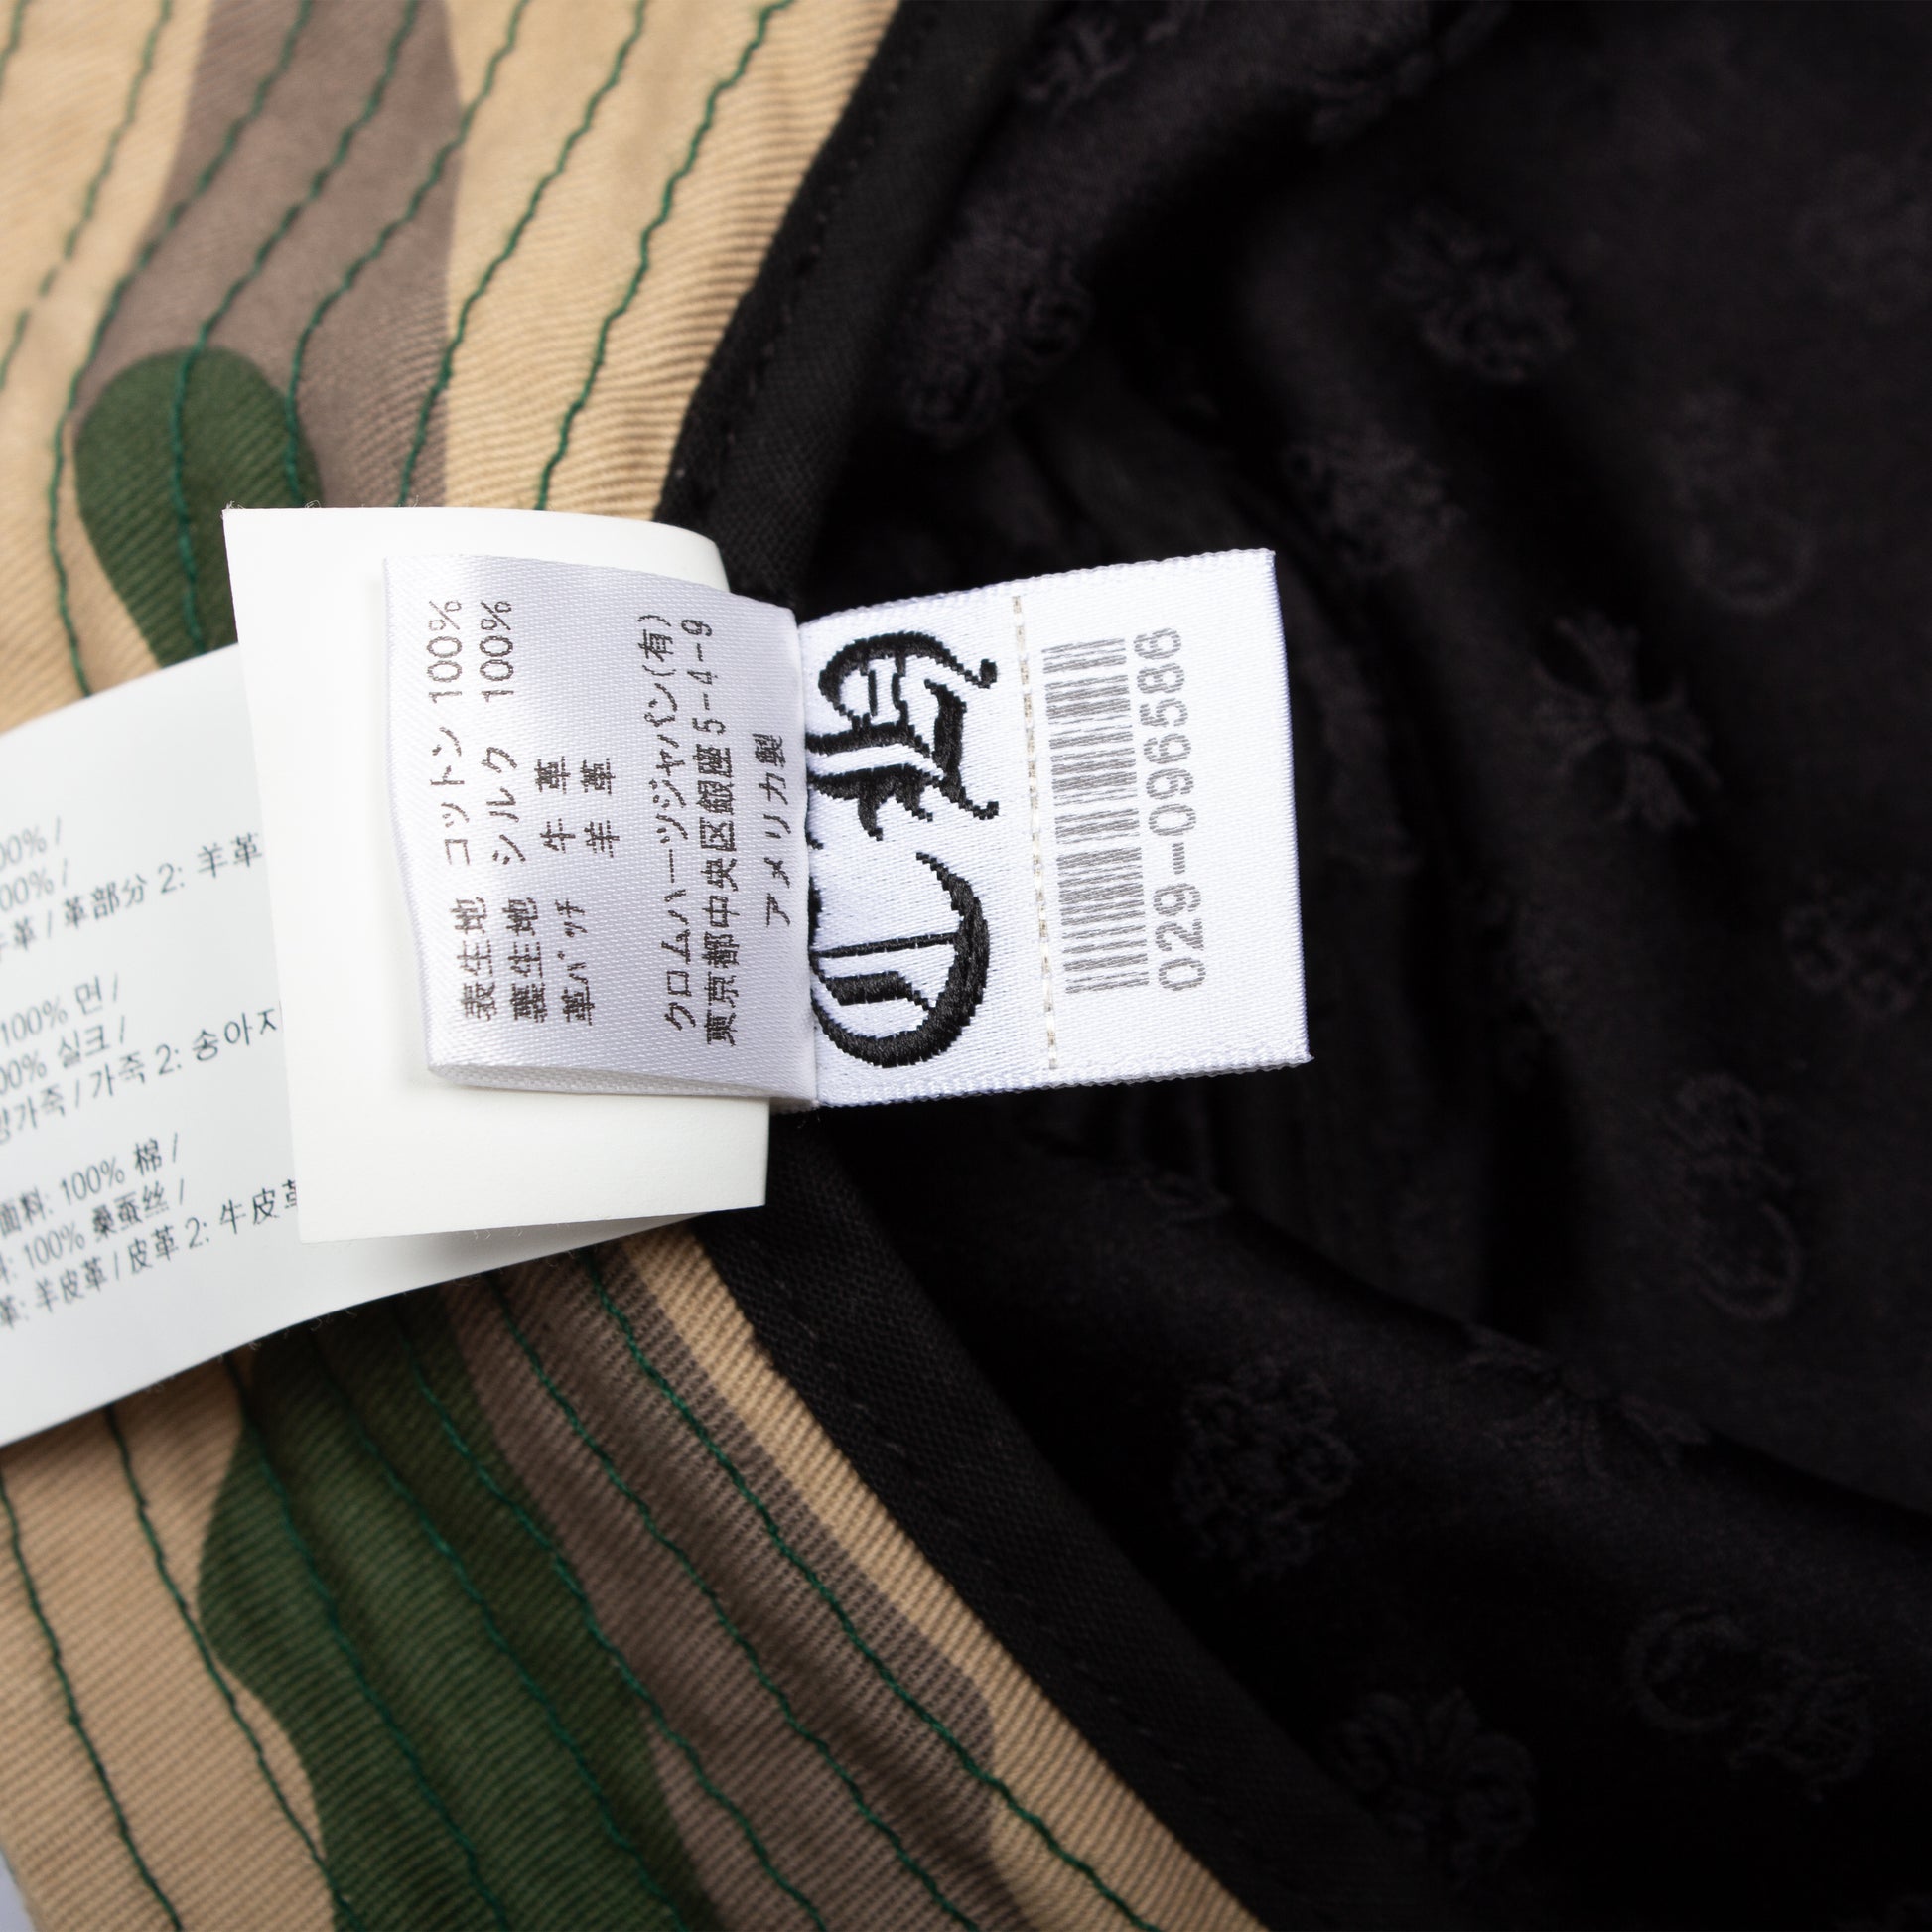 表生地 コットン 100%
裏生地 シルク 100%
革パッチ 牛 革
羊 革
クロムハーツジャパン(有)
東京都中央区銀座5-4-9
アメリカ製
CH
029-096586
00% /
00% /
牛革 / 革部分 2: 羊革
100% 면 /
00% 실크 /
가죽 / 가죽 2: 송아지
面料: 100% 棉 /
: 100% 桑蚕丝 /
革: 羊皮革 / 皮革 2: 牛皮革